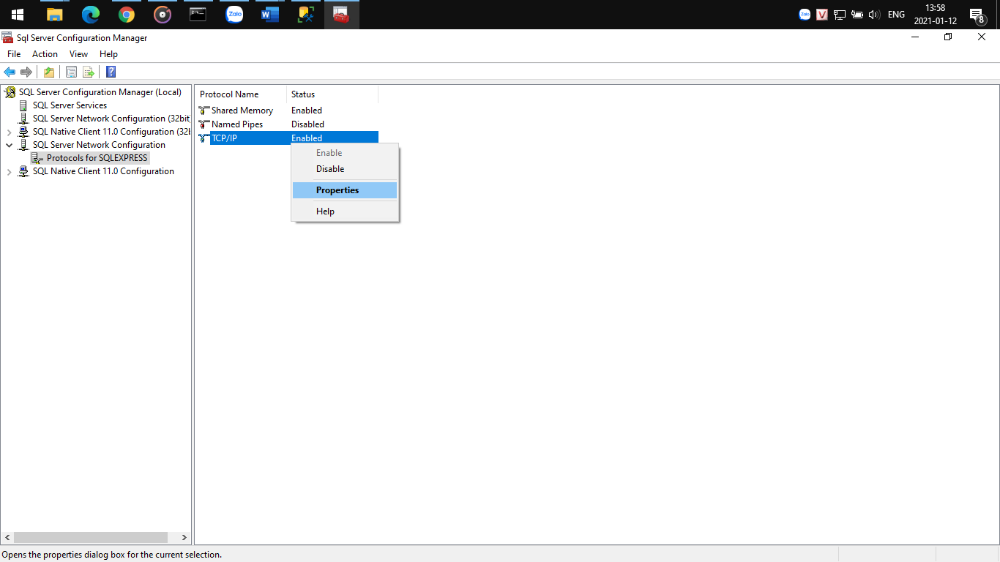 Zalo
W
Zalo
V
ENG
13:58
2021-01-12
8
Sql Server Configuration Manager
File Action View Help
?
SQL Server Configuration Manager (Local)
SQL Server Services
SQL Server Network Configuration (32bit
SQL Native Client 11.0 Configuration (32b
SQL Server Network Configuration
Protocols for SQLEXPRESS
SQL Native Client 11.0 Configuration
Protocol Name Status
Shared Memory Enabled
Named Pipes Disabled
TCP/IP Enabled
Enable
Disable
Properties
Help
Opens the properties dialog box for the current selection.